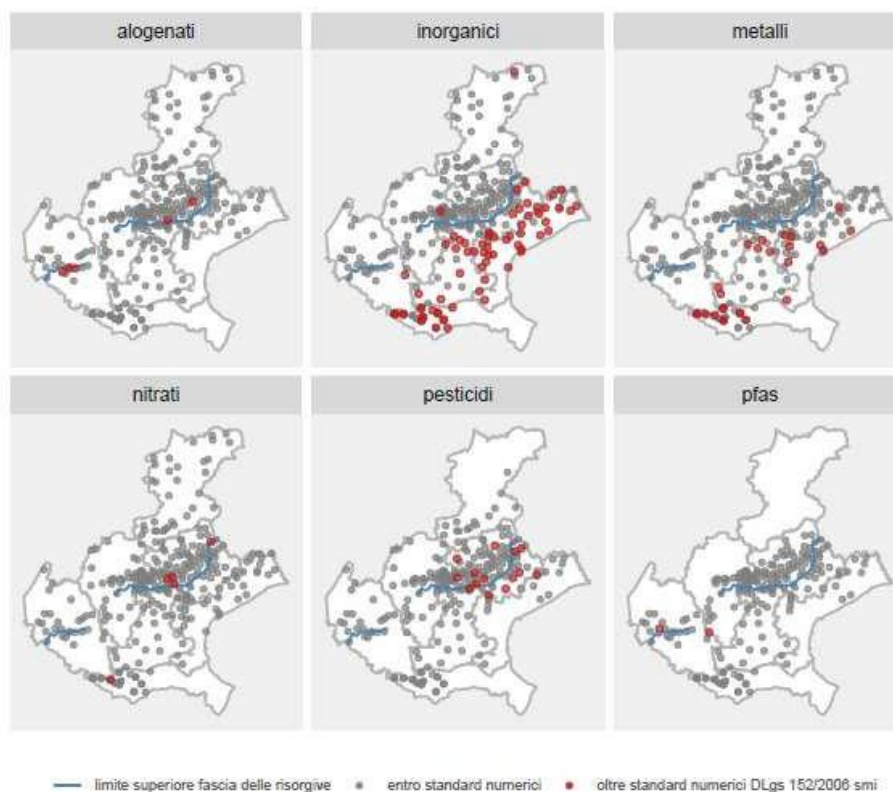 alogenati
inorganici
metalli
nitrati
pesticidi
pfas
limite superiore fascia delle risorgive
entro standard numerici
oltre standard numerici DLgs 152/2006 smi